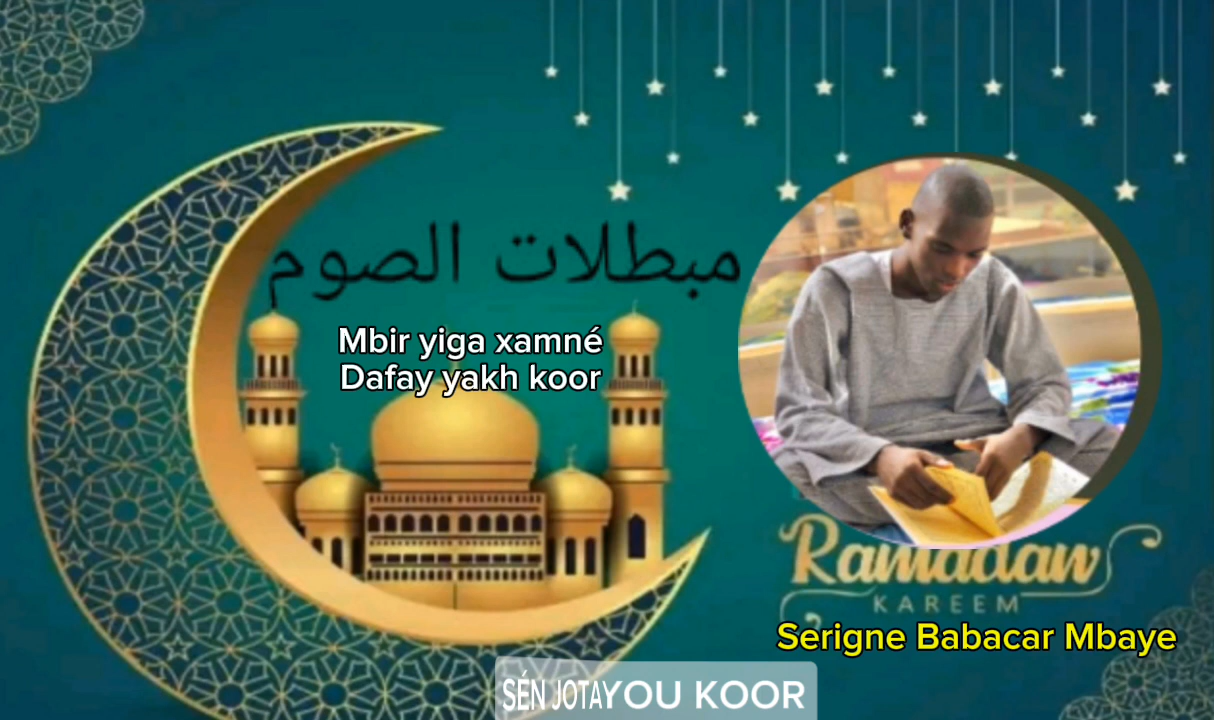 مبطلات الصوم
Mbir yiga xamné
Dafay yakh koor
Ramadan
KAREEM
Serigne Babacar Mbaye
SÉN JOTAYOU KOOR